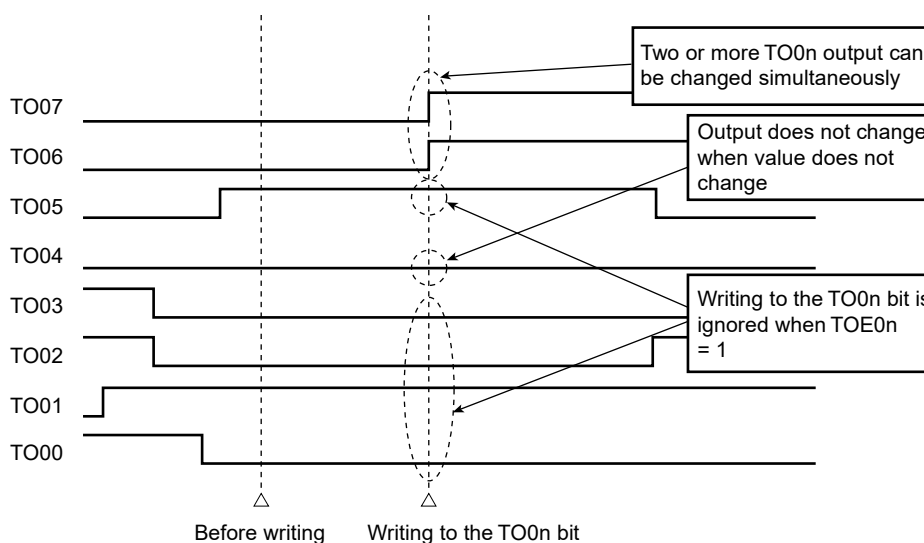 Two or more TO0n output can
be changed simultaneously
TO07
Output does not change
when value does not
change
TO06
TO05
TO04
TO03
Writing to the TO0n bit is
ignored when TOE0n
= 1
TO02
TO01
TO00
Before writing
Writing to the TO0n bit